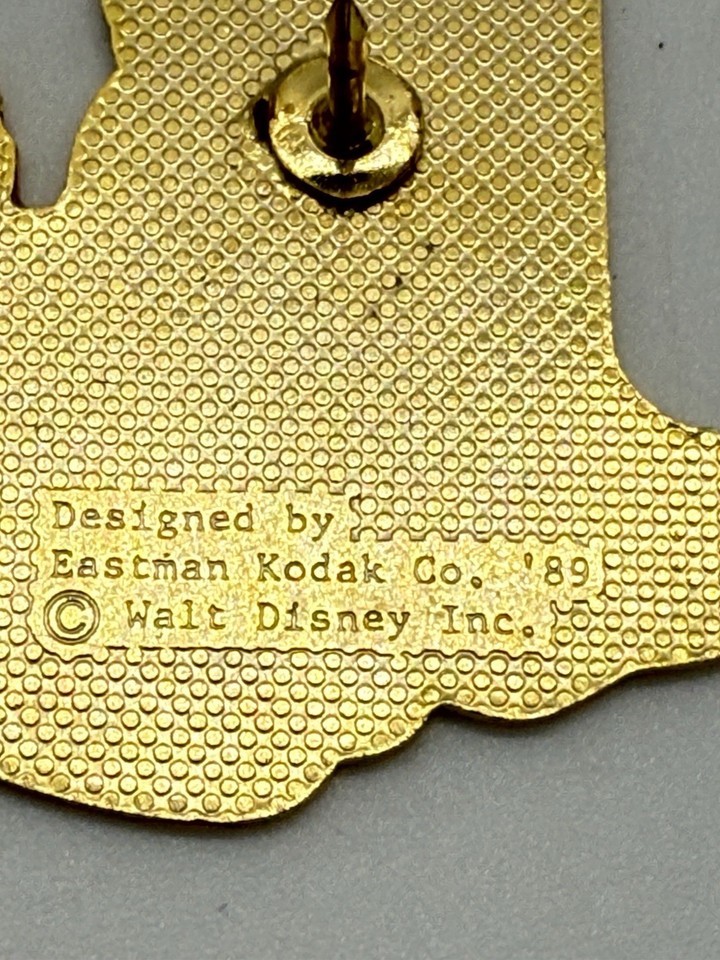 Designed by
Eastman Kodak Co. '89
© Walt Disney Inc.